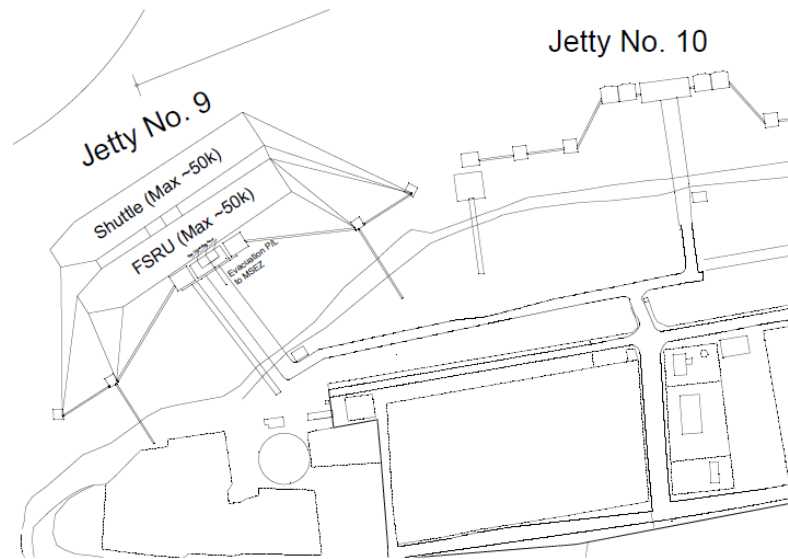 Jetty No. 10
Jetty No. 9
Shuttle (Max ~50k)
FSRU (Max ~50k)
Evacuation P/L
to MSEZ